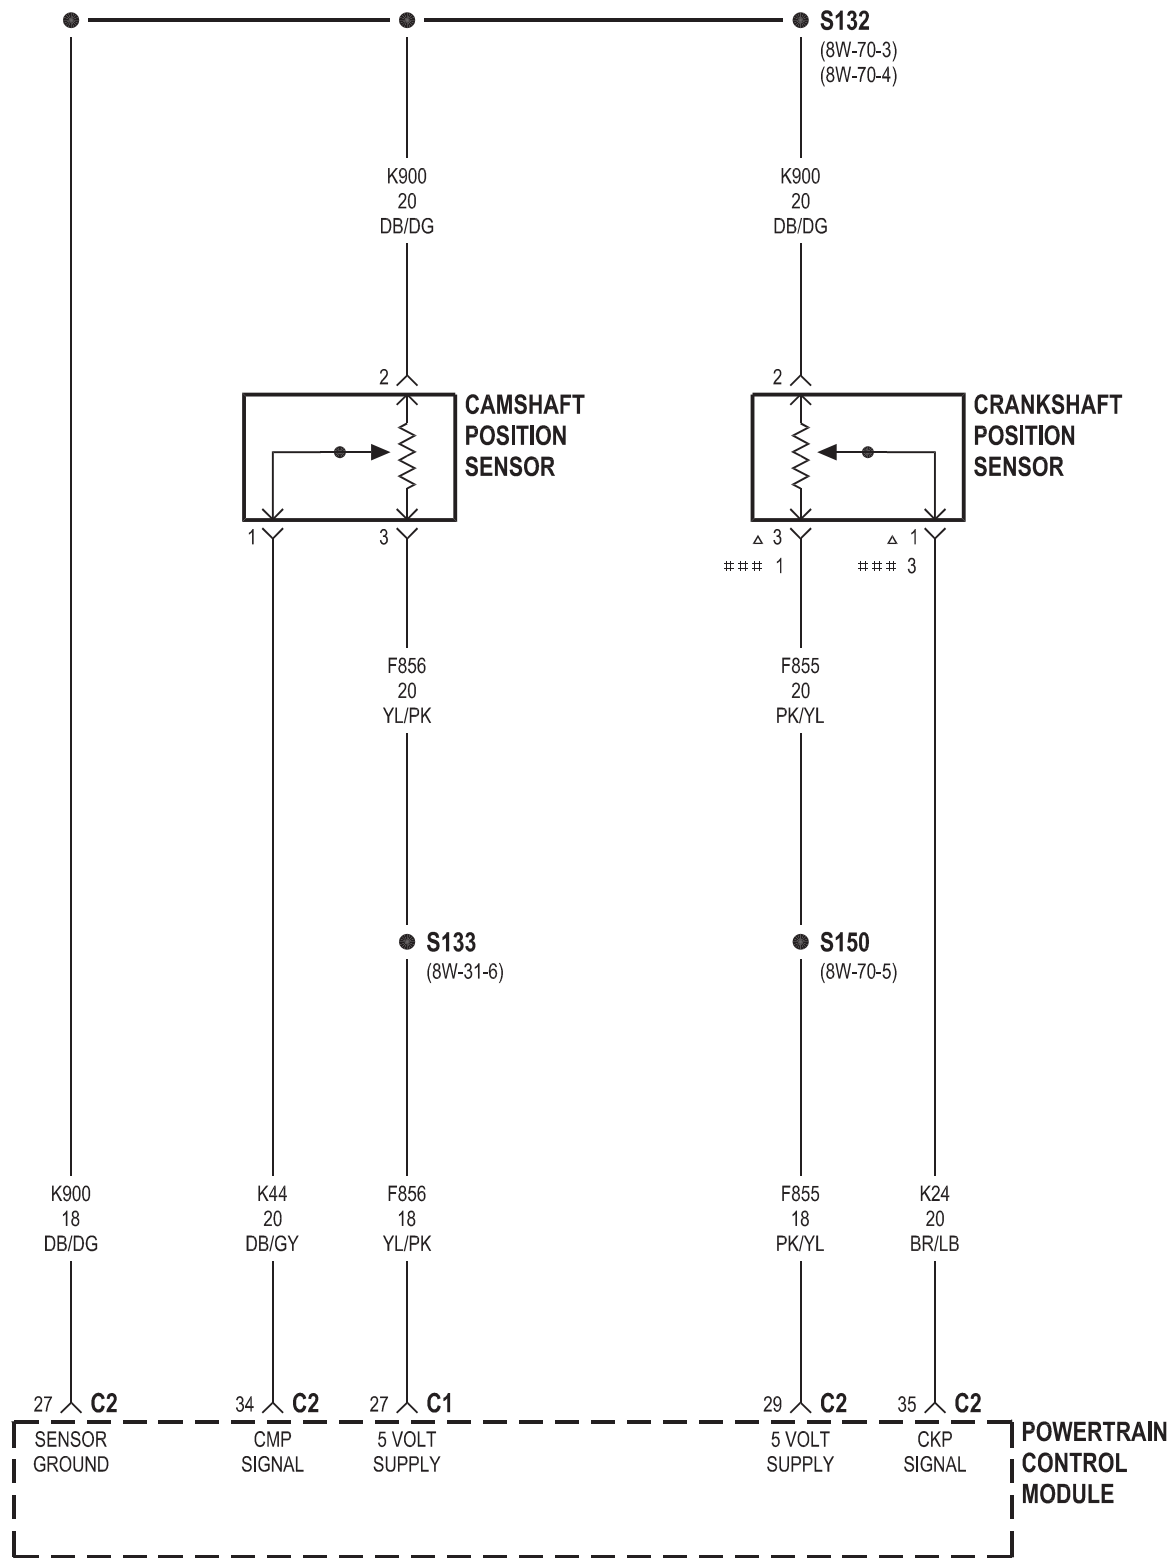 S132
(8W-70-3)
(8W-70-4)
K900
20
DB/DG
K900
20
DB/DG
2
CAMSHAFT
POSITION
SENSOR
2
CRANKSHAFT
POSITION
SENSOR
1
3
△ 3
### 1
△ 1
### 3
F856
20
YL/PK
F855
20
PK/YL
S133
(8W-31-6)
S150
(8W-70-5)
K900
18
DB/DG
K44
20
DB/GY
F856
18
YL/PK
F855
18
PK/YL
K24
20
BR/LB
27 C2
34 C2
27 C1
29 C2
35 C2
SENSOR
GROUND
CMP
SIGNAL
5 VOLT
SUPPLY
5 VOLT
SUPPLY
CKP
SIGNAL
POWERTRAIN
CONTROL
MODULE